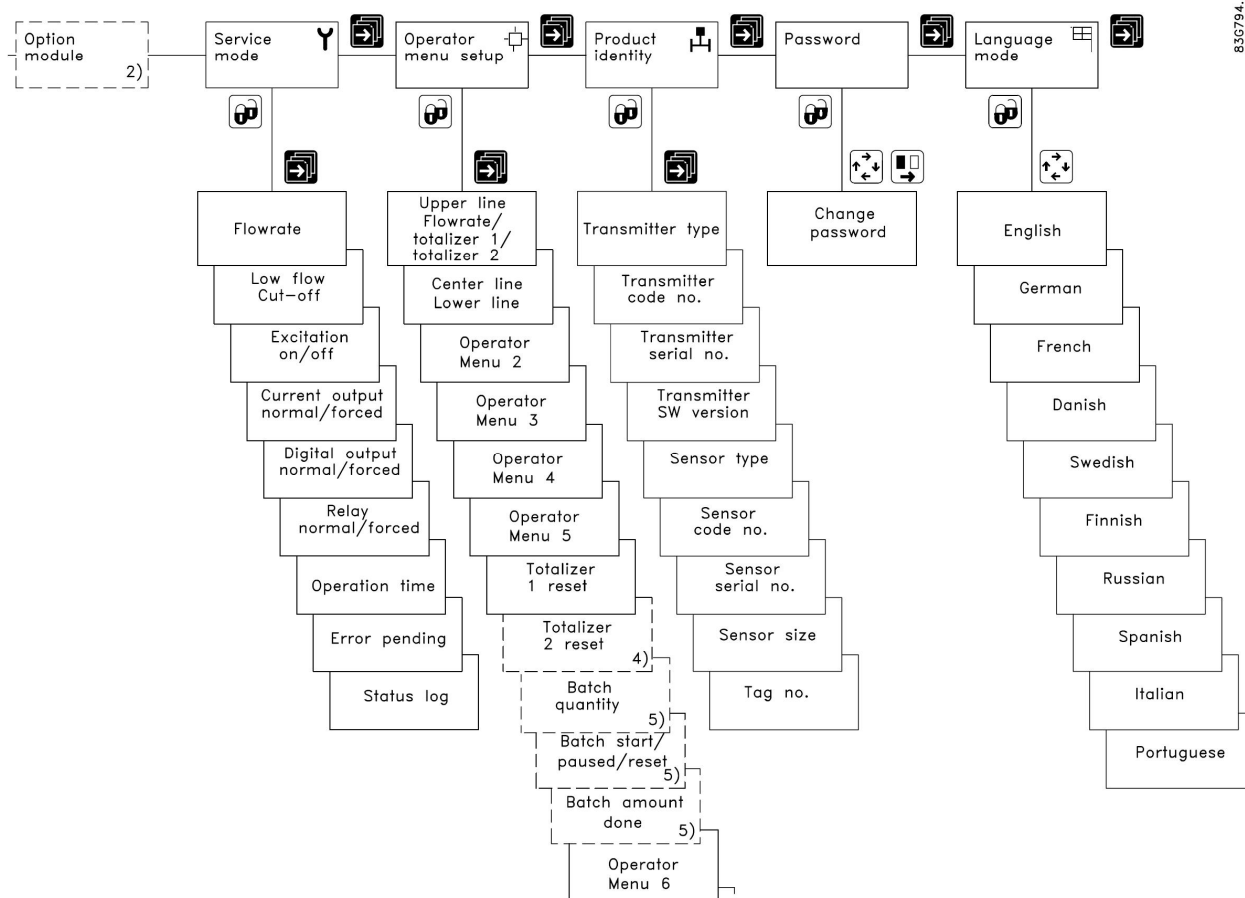 83G794.
Option
module
2)
Service
mode
Operator
menu setup
Product
identity
Password
Language
mode
Flowrate
Low flow
Cut-off
Excitation
on/off
Current output
normal/forced
Digital output
normal/forced
Relay
normal/forced
Operation time
Error pending
Status log
Upper line
Flowrate/
totalizer 1/
totalizer 2
Center line
Lower line
Operator
Menu 2
Operator
Menu 3
Operator
Menu 4
Operator
Menu 5
Totalizer
1 reset
Totalizer
2 reset
4)
Batch
quantity
5)
Batch start/
paused/reset
5)
Batch amount
done
5)
Operator
Menu 6
Transmitter type
Transmitter
code no.
Transmitter
serial no.
Transmitter
SW version
Sensor type
Sensor
code no.
Sensor
serial no.
Sensor size
Tag no.
Change
password
English
German
French
Danish
Swedish
Finnish
Russian
Spanish
Italian
Portuguese